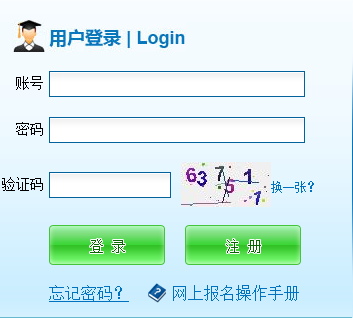 用户登录 | Login
账号
密码
验证码 637511 换一张?
登 录 注 册
忘记密码? 网上报名操作手册